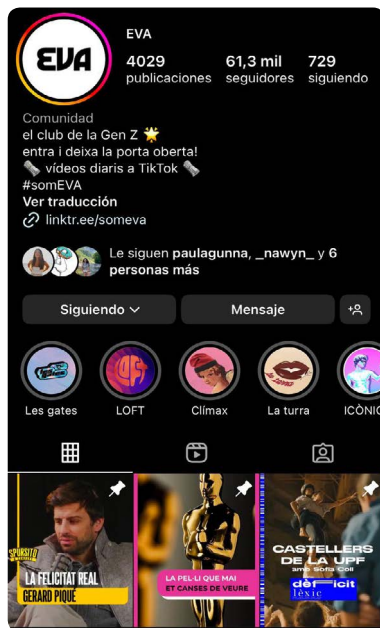 EVA
EVA
4029
publicaciones
61,3 mil
seguidores
729
siguiendo
Comunidad
el club de la Gen Z 🌟
entra i deixa la porta oberta!
🗞️ vídeos diaris a TikTok 🗞️
#somEVA
Ver traducción
linktr.ee/someva
Le siguen paulagunna, _nawyn_ y 6
personas más
Siguiendo
Mensaje
Les gates
LOFT
Clímax
La turra
ICÒNIC
SPURSITO
LA FELICITAT REAL
GERARD PIQUÉ
LA PEL·LI QUE MAI
ET CANSES DE VEURE
CASTELLERS
DE LA UPF
amb Sofia Coll
dèficit
lèxic